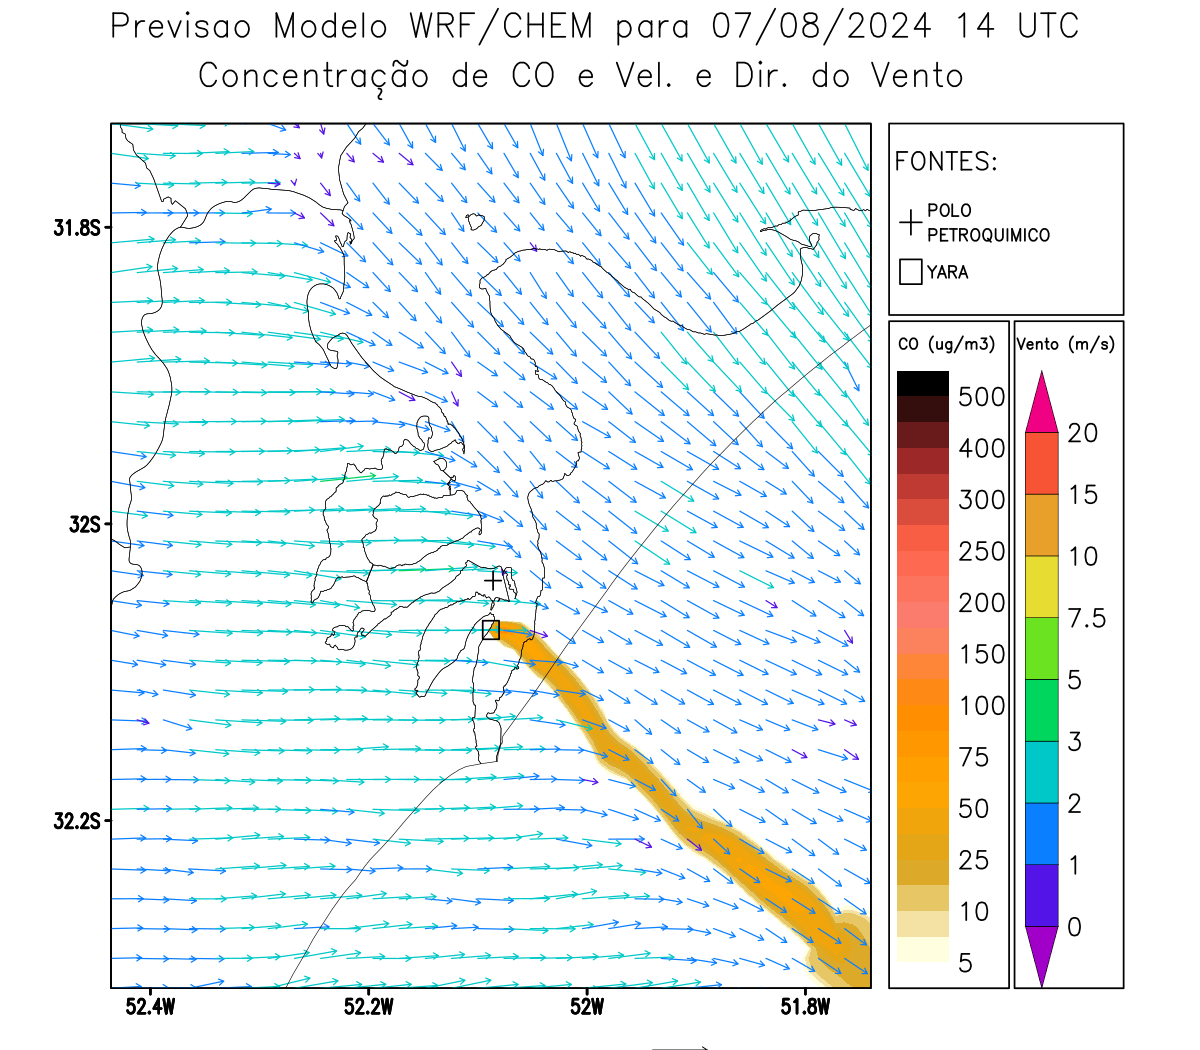 Previsao Modelo WRF/CHEM para 07/08/2024 14 UTC
Concentração de CO e Vel. e Dir. do Vento
FONTES:
POLO
PETROQUIMICO
YARA
CO (ug/m3)
500
400
300
250
200
150
100
75
50
25
10
5
Vento (m/s)
20
15
10
7.5
5
3
2
1
0
31.8S
32S
32.2S
52.4W
52.2W
52W
51.8W